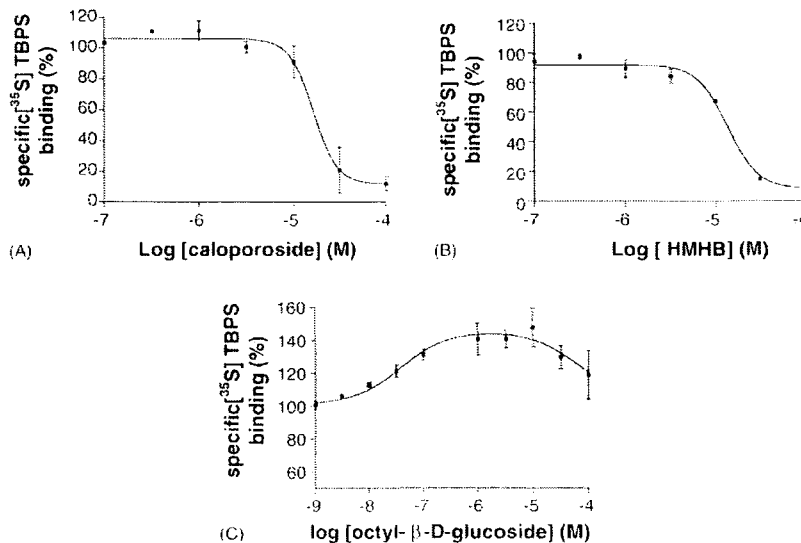 specific[³⁵S] TBPS
binding (%)
120
100
80
60
40
20
0
-7
-6
-5
-4
(A)
Log [caloporoside] (M)
specific[³⁵S] TBPS
binding (%)
120
100
80
60
40
20
0
-7
-6
-5
-4
(B)
Log [ HMHB] (M)
specific[³⁵S] TBPS
binding (%)
160
140
120
100
80
60
-9
-8
-7
-6
-5
-4
(C)
log [octyl- β-D-glucoside] (M)